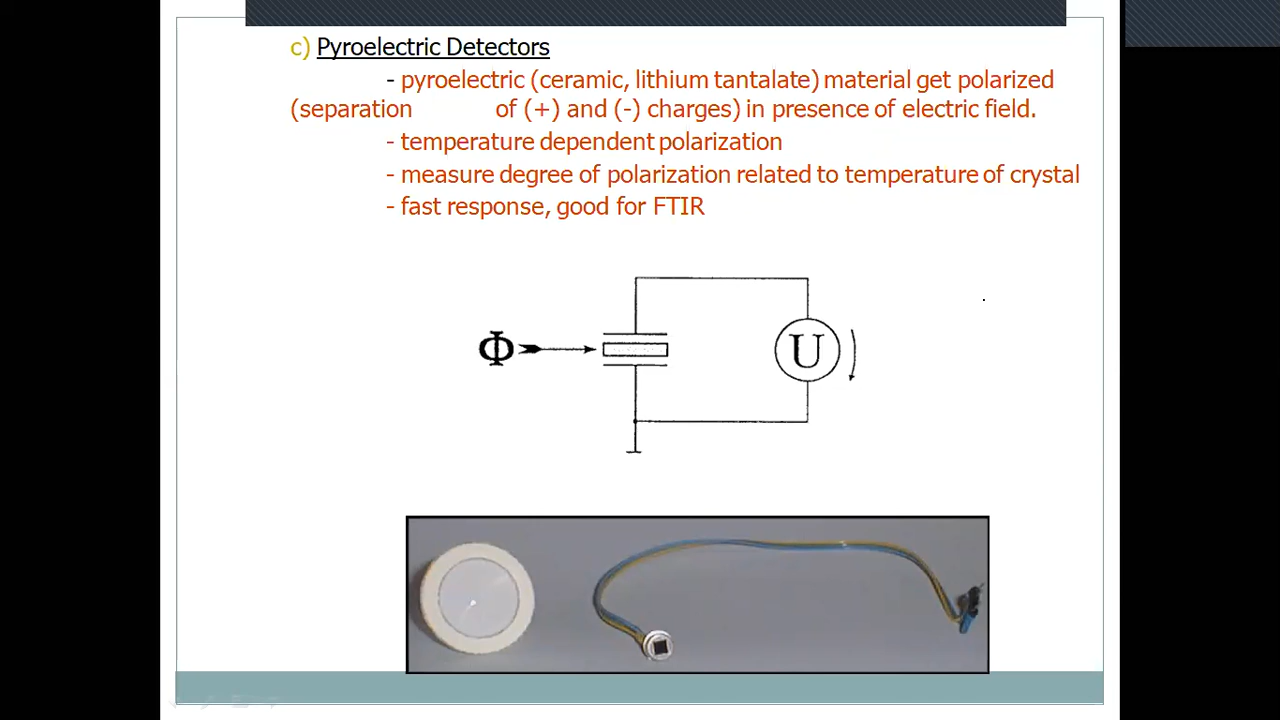 c) Pyroelectric Detectors
- pyroelectric (ceramic, lithium tantalate) material get polarized
(separation of (+) and (-) charges) in presence of electric field.
- temperature dependent polarization
- measure degree of polarization related to temperature of crystal
- fast response, good for FTIR
Φ
U